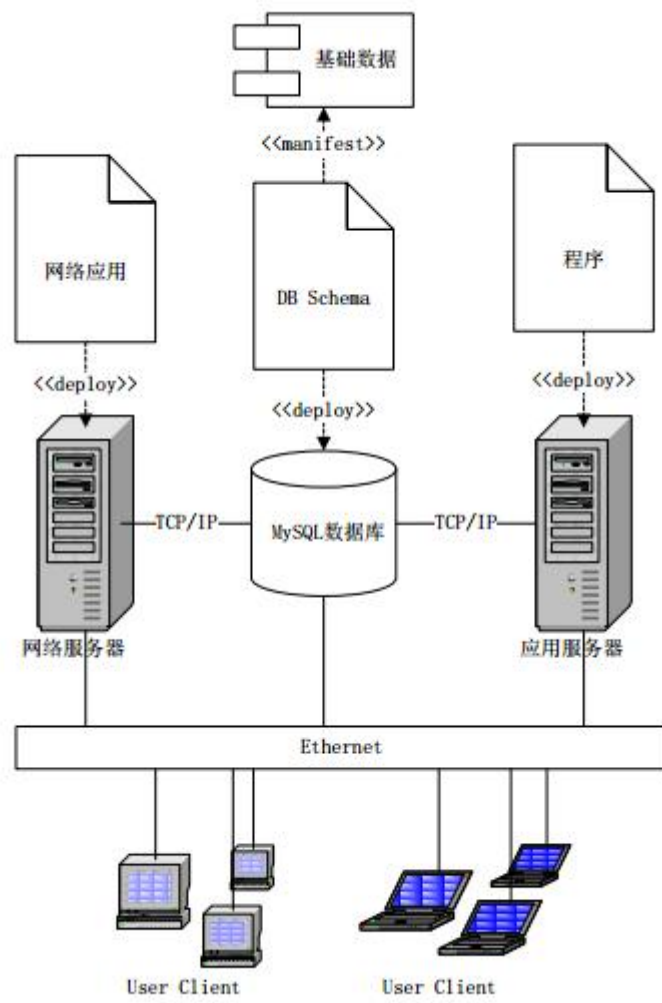 基础数据
<<manifest>>
网络应用
DB Schema
程序
<<deploy>>
<<deploy>>
<<deploy>>
TCP/IP
MySQL数据库
TCP/IP
网络服务器
应用服务器
Ethernet
User Client
User Client